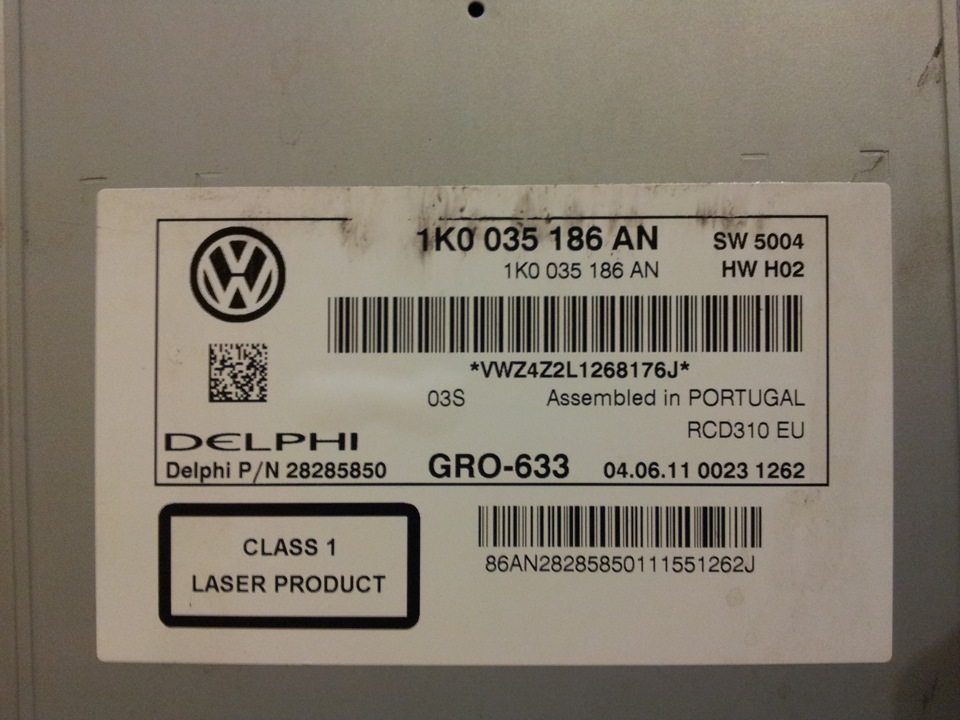 1K0 035 186 AN SW 5004
1K0 035 186 AN HW H02
*VWZ4Z2L1268176J*
03S Assembled in PORTUGAL
RCD310 EU
DELPHI
Delphi P/N 28285850 GRO-633 04.06.11 0023 1262
CLASS 1
LASER PRODUCT
86AN28285850111551262J